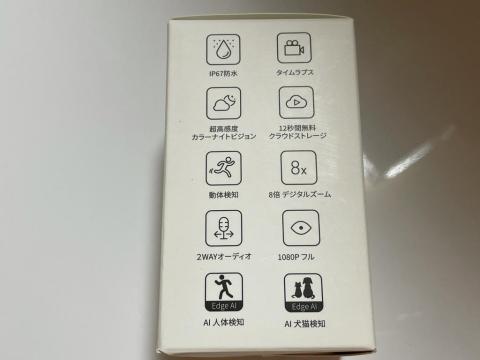 IP67防水
タイムラプス
超高感度
カラーナイトビジョン
12秒間無料
クラウドストレージ
動体検知
8x
8倍 デジタルズーム
2WAYオーディオ
1080P フル
Edge AI
AI 人体検知
Edge AI
AI 犬猫検知